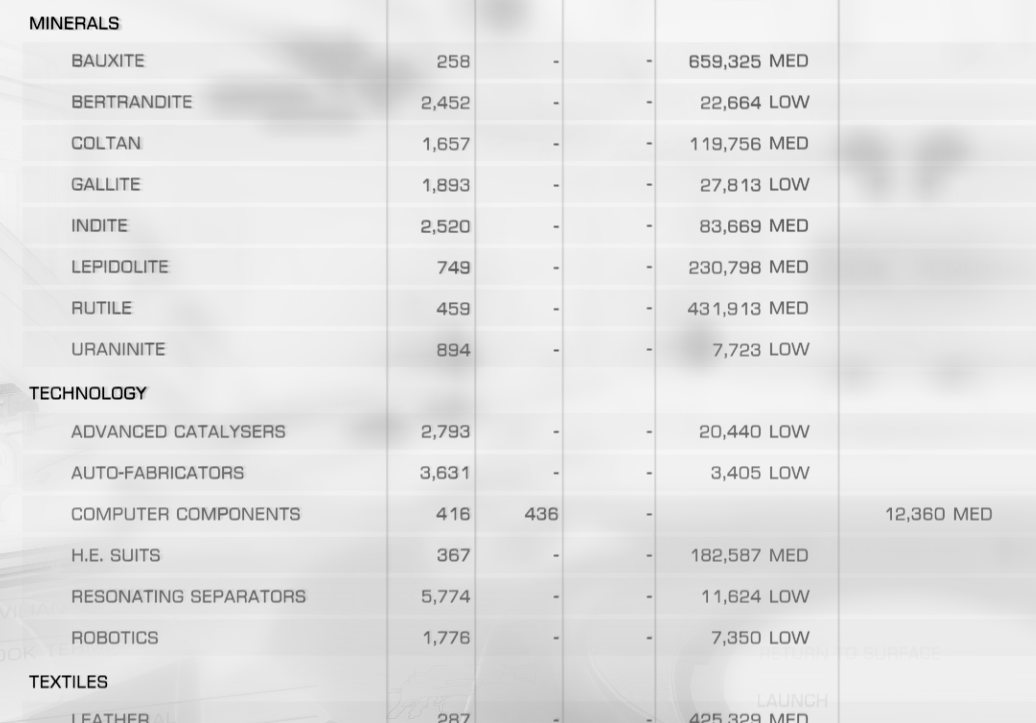 MINERALS
BAUXITE 258 - - 659,325 MED
BERTRANDITE 2,452 - - 22,664 LOW
COLTAN 1,657 - - 119,756 MED
GALLITE 1,893 - - 27,813 LOW
INDITE 2,520 - - 83,669 MED
LEPIDOLITE 749 - - 230,798 MED
RUTILE 459 - - 431,913 MED
URANINITE 894 - - 7,723 LOW
TECHNOLOGY
ADVANCED CATALYSERS 2,793 - - 20,440 LOW
AUTO-FABRICATORS 3,631 - - 3,405 LOW
COMPUTER COMPONENTS 416 436 - 12,360 MED
H.E. SUITS 367 - - 182,587 MED
RESONATING SEPARATORS 5,774 - - 11,624 LOW
ROBOTICS 1,776 - - 7,350 LOW
RETURN TO SURFACE
TEXTILES
LAUNCH
LEATHER 287 - - 425,329 MED